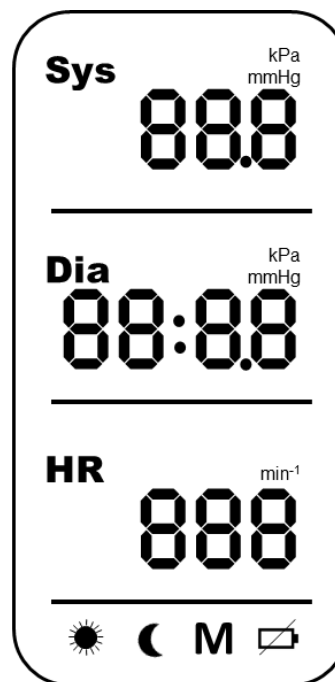 Sys kPa
mmHg
88.8
Dia kPa
mmHg
88:8.8
HR min⁻¹
888
M